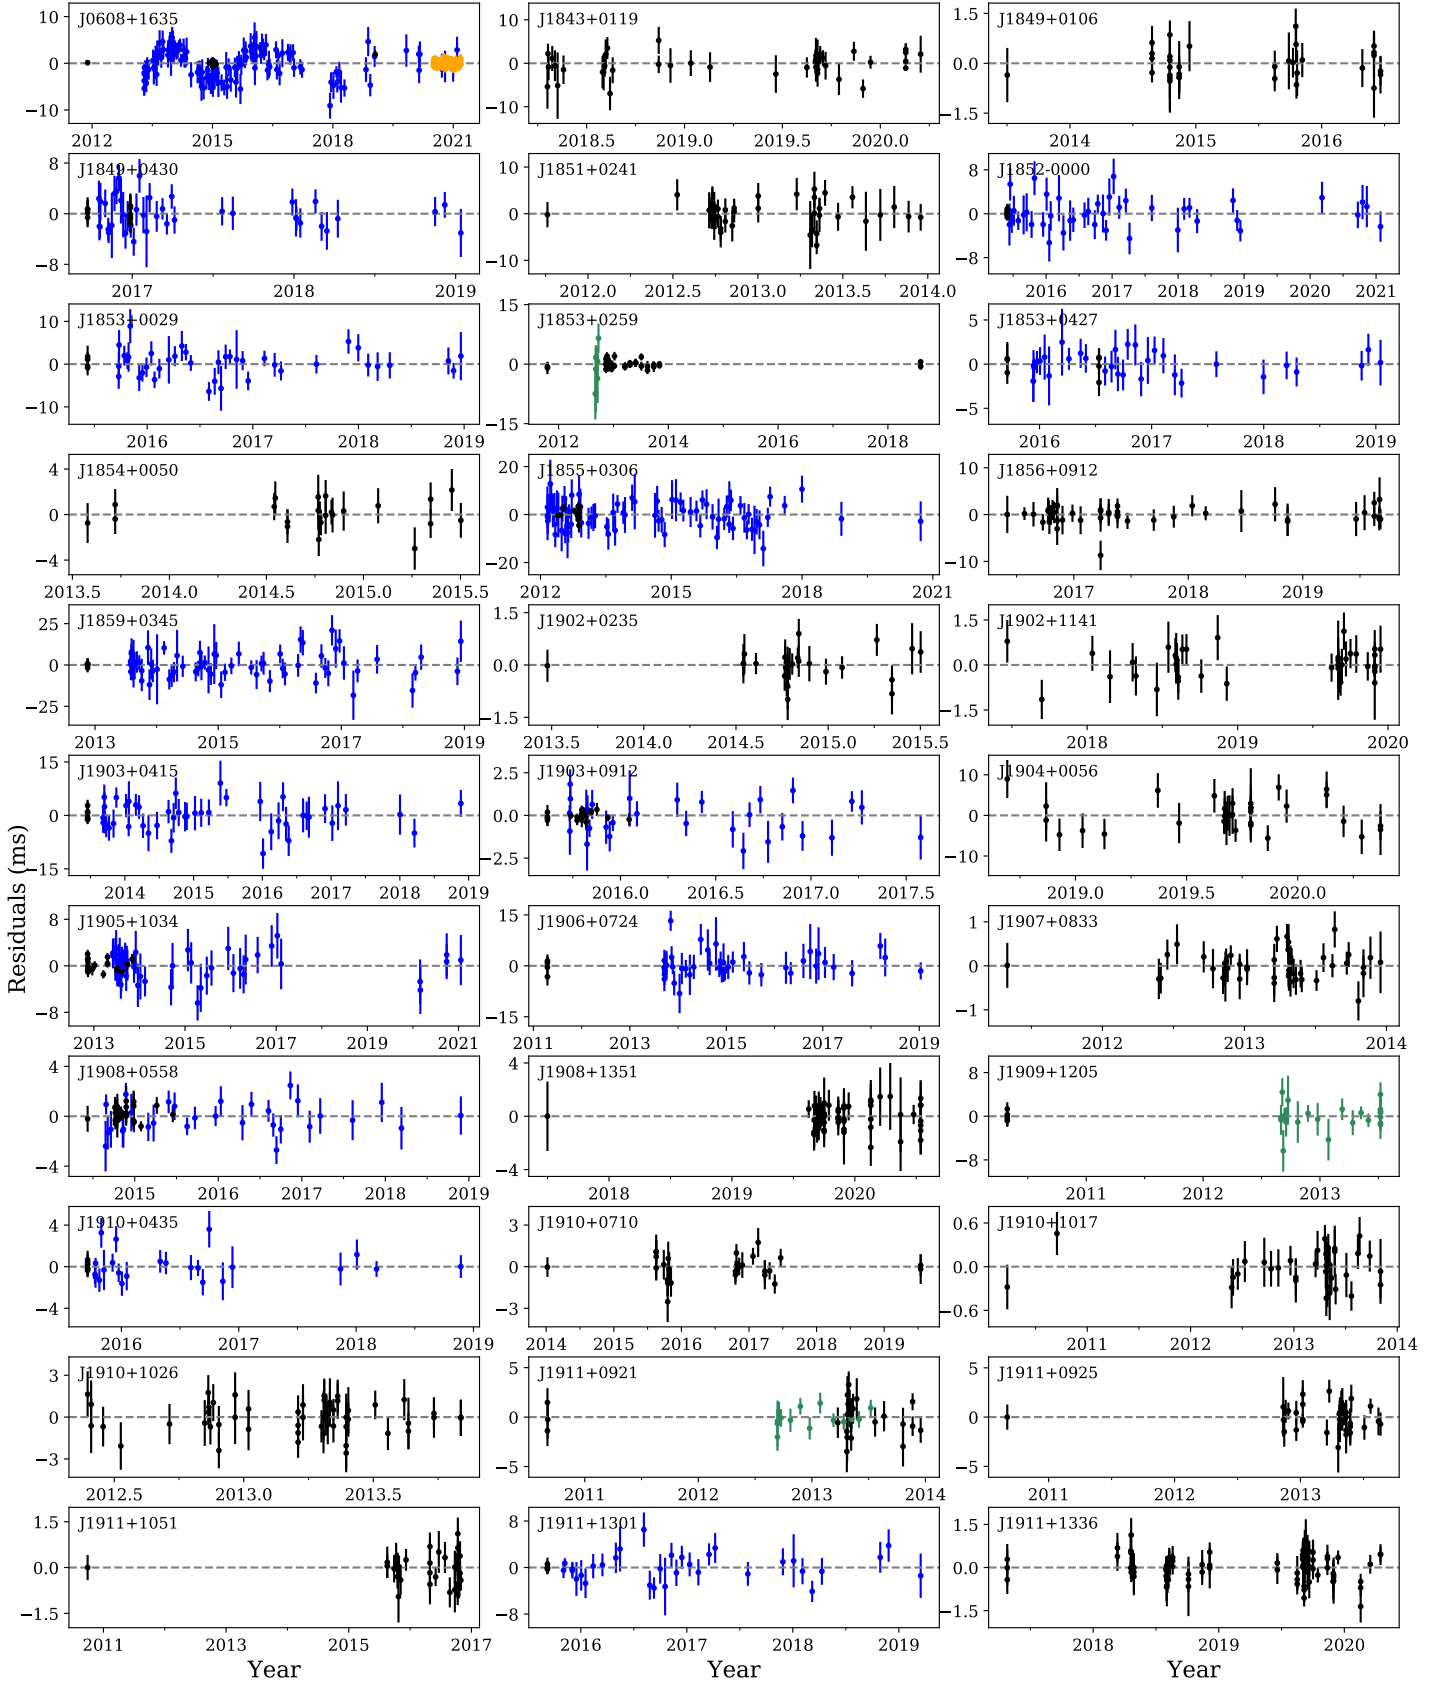 J0608+1635
10
0
−10
2012 2015 2018 2021
J1843+0119
10
0
−10
2018.5 2019.0 2019.5 2020.0
J1849+0106
1.5
0.0
−1.5
2014 2015 2016
J1849+0430
8
0
−8
2017 2018 2019
J1851+0241
10
0
−10
2012.0 2012.5 2013.0 2013.5 2014.0
J1852-0000
8
0
−8
2016 2017 2018 2019 2020 2021
J1853+0029
10
0
−10
2016 2017 2018 2019
J1853+0259
15
0
−15
2012 2014 2016 2018
J1853+0427
5
0
−5
2016 2017 2018 2019
J1854+0050
4
0
−4
2013.5 2014.0 2014.5 2015.0 2015.5
J1855+0306
20
0
−20
2012 2015 2018 2021
J1856+0912
10
0
−10
2017 2018 2019
J1859+0345
25
0
−25
2013 2015 2017 2019
J1902+0235
1.5
0.0
−1.5
2013.5 2014.0 2014.5 2015.0 2015.5
J1902+1141
1.5
0.0
−1.5
2018 2019 2020
J1903+0415
15
0
−15
2014 2015 2016 2017 2018 2019
J1903+0912
2.5
0.0
−2.5
2016.0 2016.5 2017.0 2017.5
J1904+0056
10
0
−10
2019.0 2019.5 2020.0
Residuals (ms)
J1905+1034
8
0
−8
2013 2015 2017 2019 2021
J1906+0724
15
0
−15
2011 2013 2015 2017 2019
J1907+0833
1
0
−1
2012 2013 2014
J1908+0558
4
0
−4
2015 2016 2017 2018 2019
J1908+1351
4
0
−4
2018 2019 2020
J1909+1205
8
0
−8
2011 2012 2013
J1910+0435
4
0
−4
2016 2017 2018 2019
J1910+0710
3
0
−3
2014 2015 2016 2017 2018 2019
J1910+1017
0.6
0.0
−0.6
2011 2012 2013 2014
J1910+1026
3
0
−3
2012.5 2013.0 2013.5
J1911+0921
5
0
−5
2011 2012 2013 2014
J1911+0925
5
0
−5
2011 2012 2013
J1911+1051
1.5
0.0
−1.5
2011 2013 2015 2017
Year
J1911+1301
8
0
−8
2016 2017 2018 2019
Year
J1911+1336
1.5
0.0
−1.5
2018 2019 2020
Year